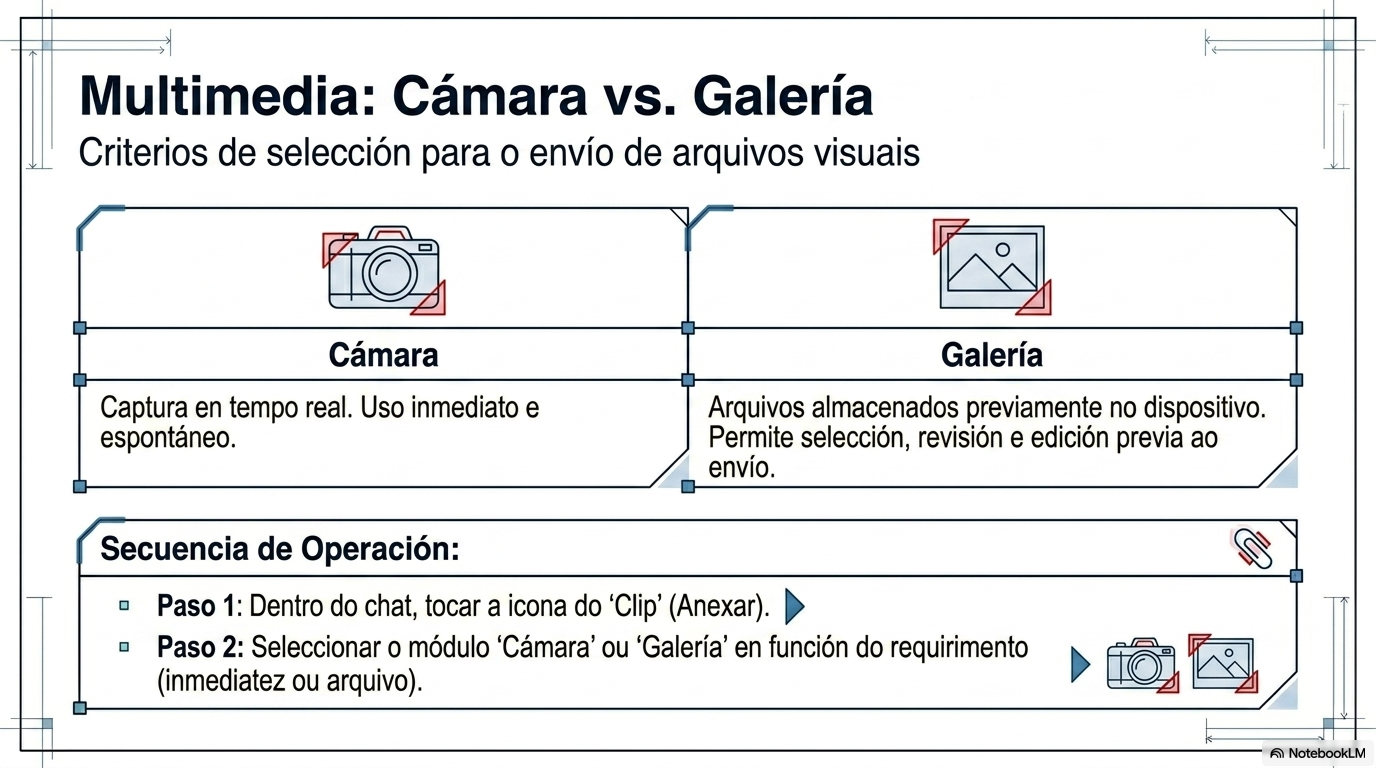 Multimedia: Cámara vs. Galería
Criterios de selección para o envío de arquivos visuais
Cámara
Captura en tempo real. Uso inmediato e
espontáneo.
Galería
Arquivos almacenados previamente no dispositivo.
Permite selección, revisión e edición previa ao
envío.
Secuencia de Operación:
Paso 1: Dentro do chat, tocar a icona do ‘Clip’ (Anexar).
Paso 2: Seleccionar o módulo ‘Cámara’ ou ‘Galería’ en función do requirimento
(inmediatez ou arquivo).
NotebookLM